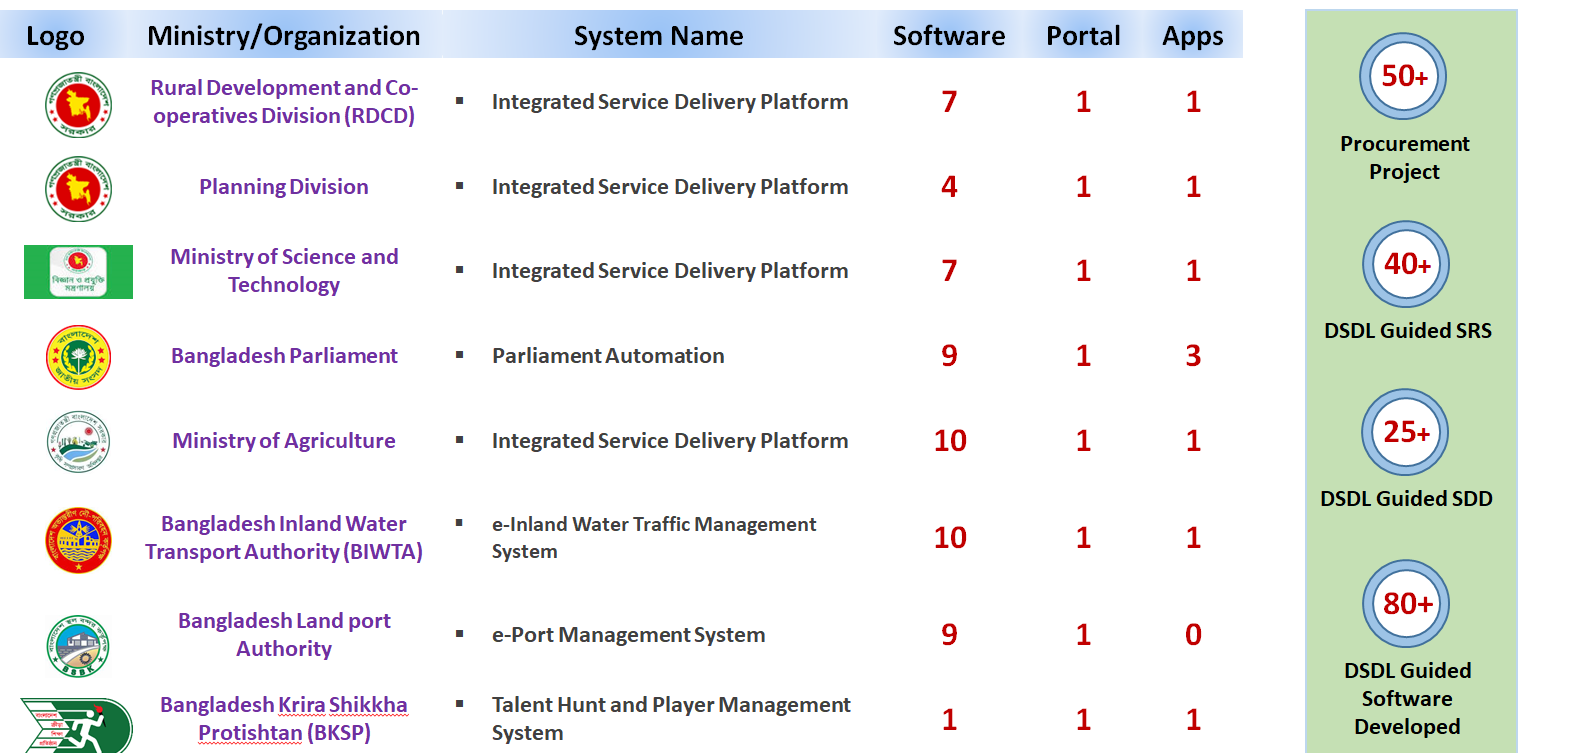 Logo Ministry/Organization System Name Software Portal Apps
Rural Development and Co-
operatives Division (RDCD)
▪ Integrated Service Delivery Platform 7 1 1
Planning Division ▪ Integrated Service Delivery Platform 4 1 1
বিজ্ঞান ও প্রযুক্তি
মন্ত্রণালয়
Ministry of Science and
Technology
▪ Integrated Service Delivery Platform 7 1 1
বাংলাদেশ
জাতীয় সংসদ
Bangladesh Parliament ▪ Parliament Automation 9 1 3
Ministry of Agriculture ▪ Integrated Service Delivery Platform 10 1 1
Bangladesh Inland Water
Transport Authority (BIWTA)
▪ e-Inland Water Traffic Management
System
10 1 1
BSBK
Bangladesh Land port
Authority
▪ e-Port Management System 9 1 0
Bangladesh Krira Shikkha
Protishtan (BKSP)
▪ Talent Hunt and Player Management
System
1 1 1
50+
Procurement
Project
40+
DSDL Guided SRS
25+
DSDL Guided SDD
80+
DSDL Guided
Software
Developed